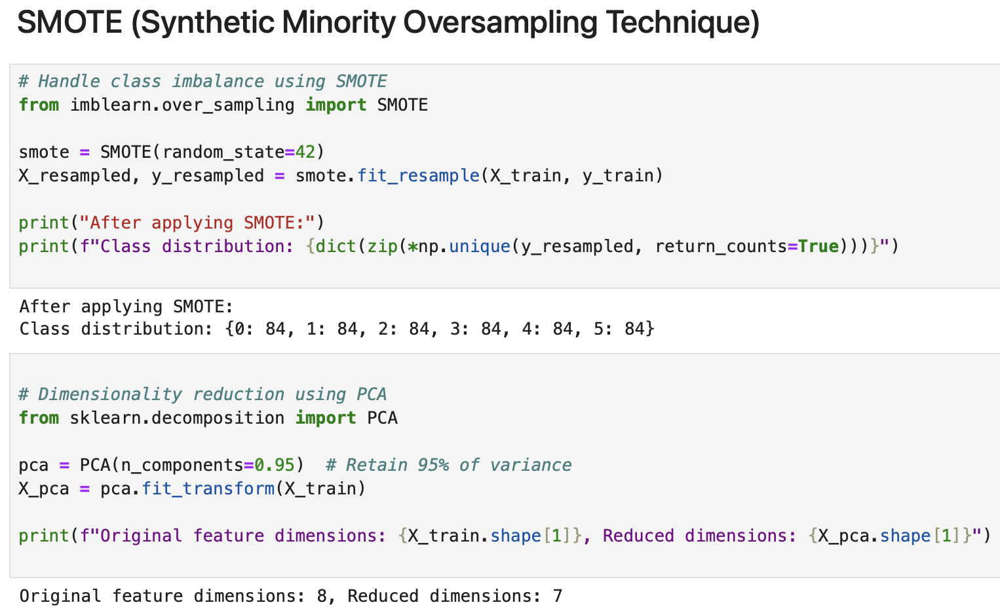 SMOTE (Synthetic Minority Oversampling Technique)
# Handle class imbalance using SMOTE
from imblearn.over_sampling import SMOTE
smote = SMOTE(random_state=42)
X_resampled, y_resampled = smote.fit_resample(X_train, y_train)
print("After applying SMOTE:")
print(f"Class distribution: {dict(zip(*np.unique(y_resampled, return_counts=True)))}")
After applying SMOTE:
Class distribution: {0: 84, 1: 84, 2: 84, 3: 84, 4: 84, 5: 84}
# Dimensionality reduction using PCA
from sklearn.decomposition import PCA
pca = PCA(n_components=0.95)  # Retain 95% of variance
X_pca = pca.fit_transform(X_train)
print(f"Original feature dimensions: {X_train.shape[1]}, Reduced dimensions: {X_pca.shape[1]}")
Original feature dimensions: 8, Reduced dimensions: 7